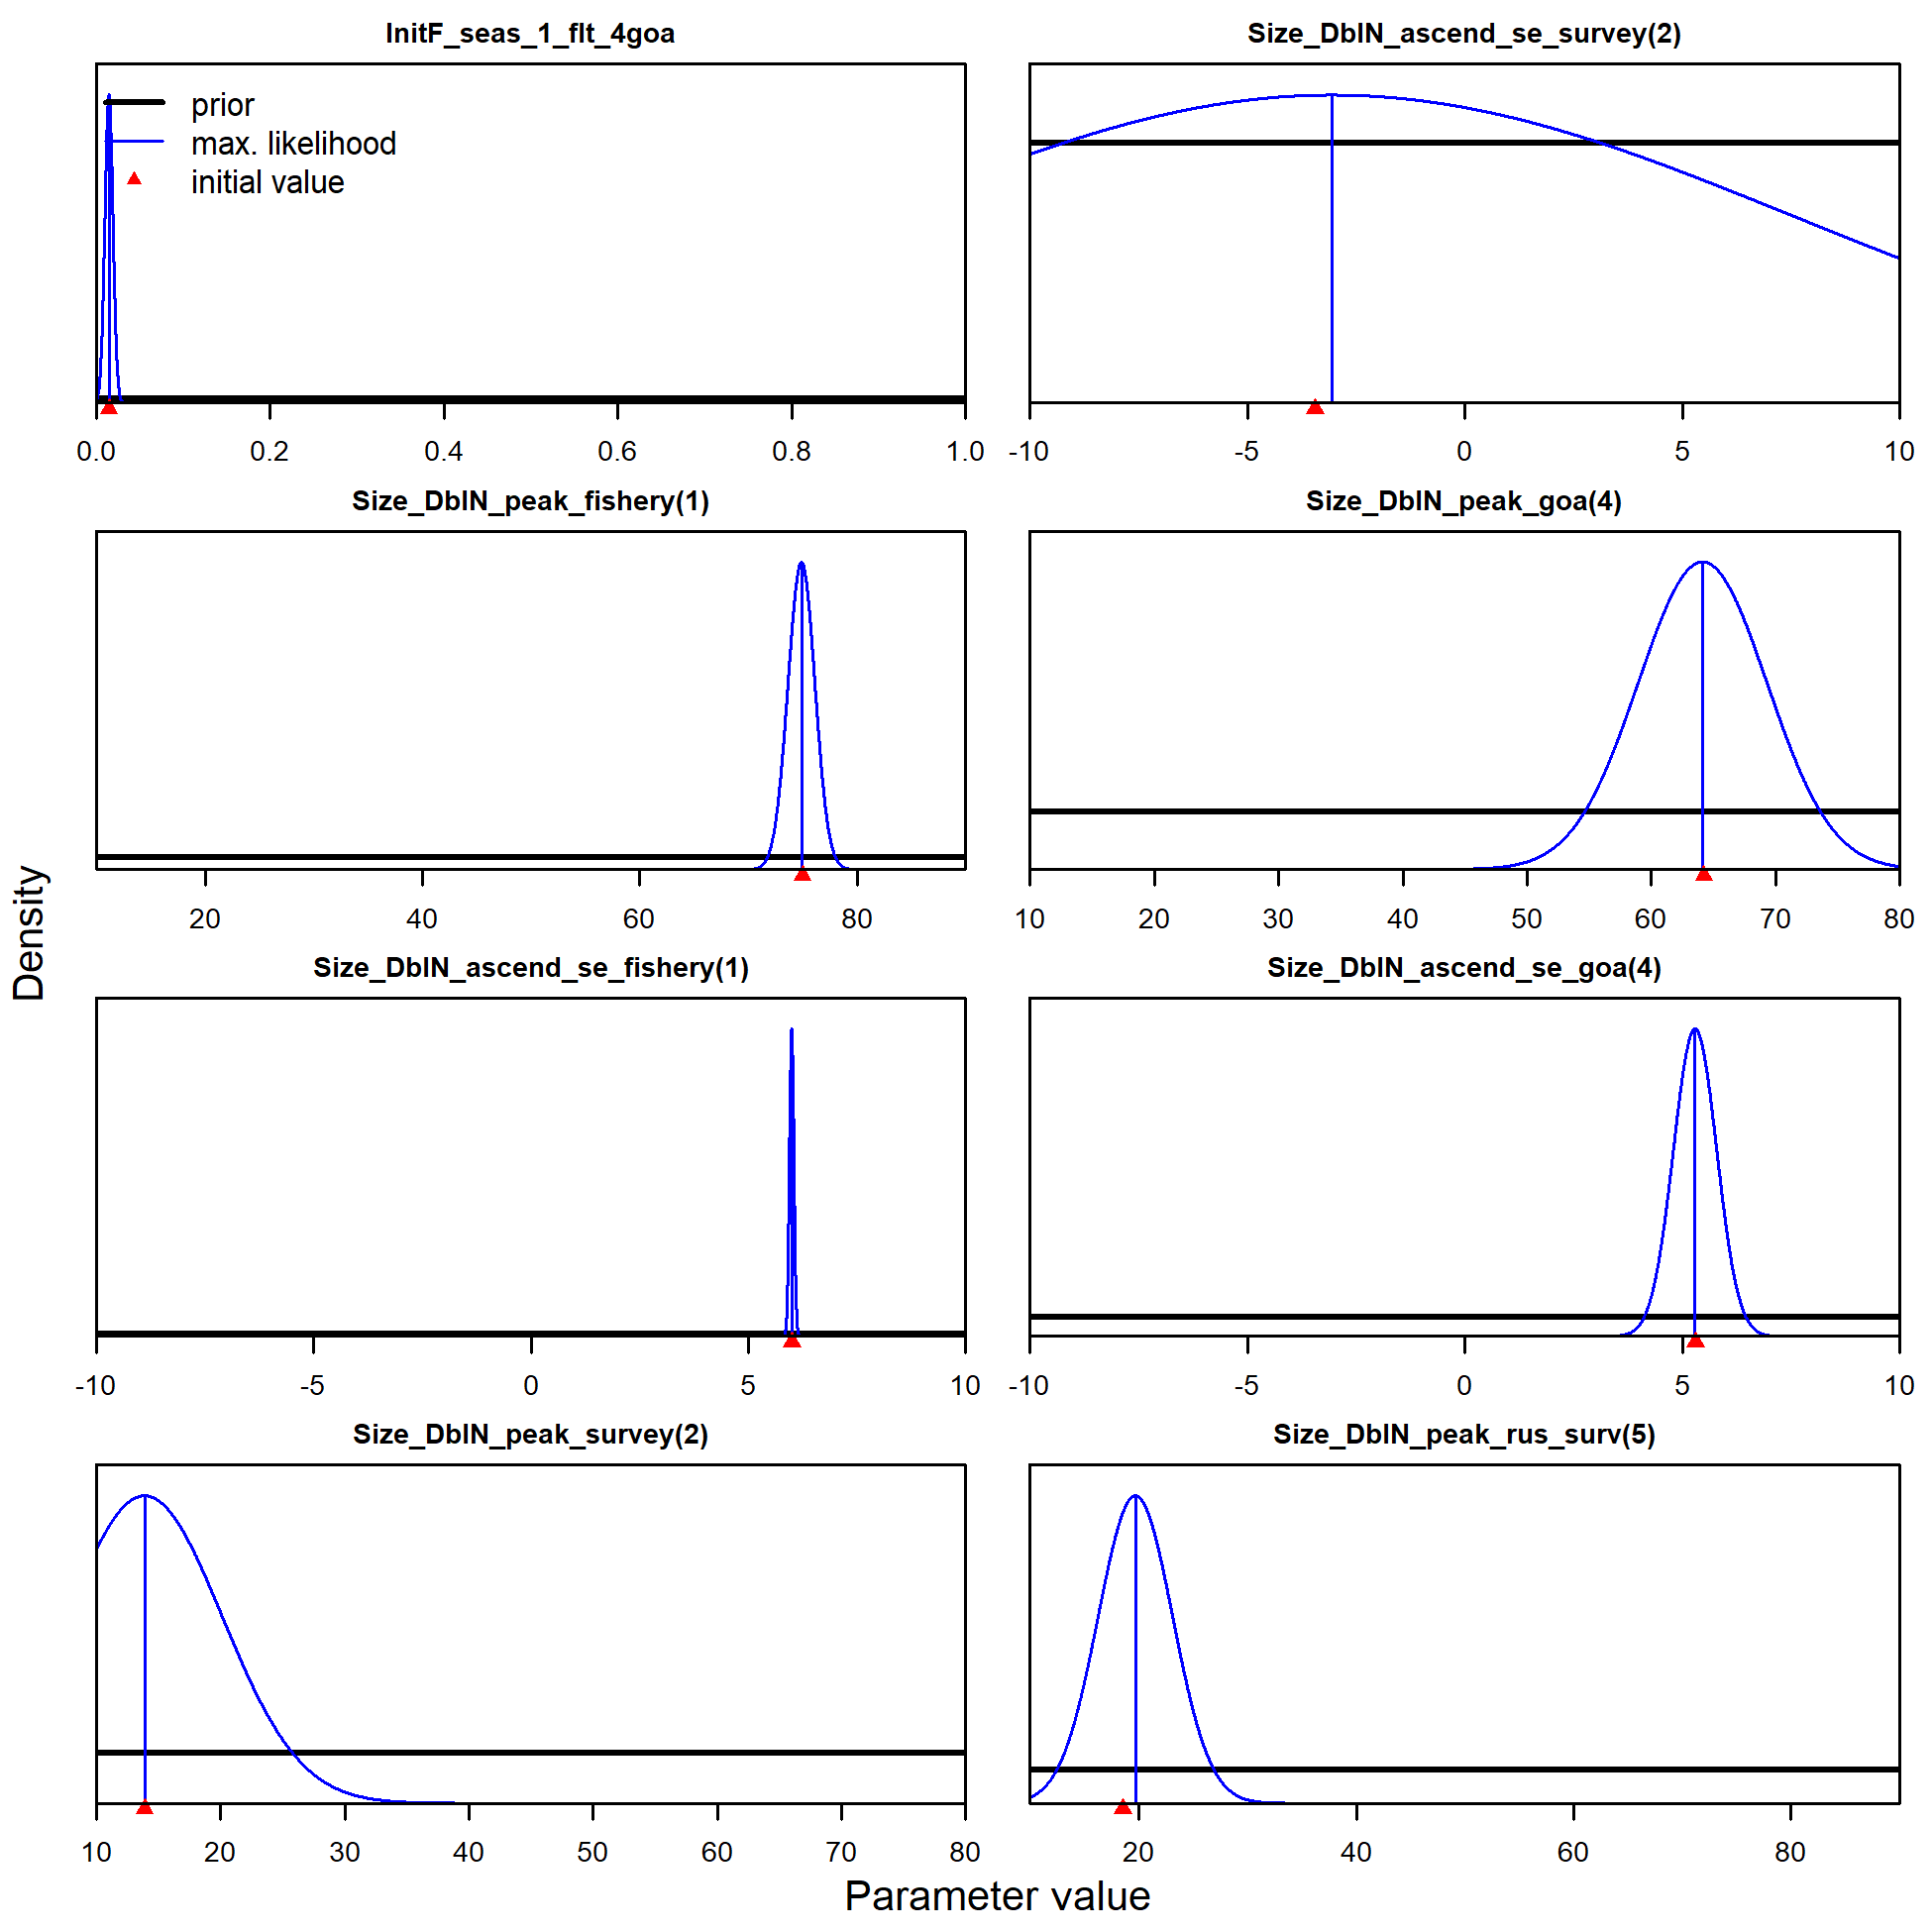 InitF_seas_1_flt_4goa
prior
max. likelihood
initial value
0.0 0.2 0.4 0.6 0.8 1.0
Size_DblN_ascend_se_survey(2)
-10 -5 0 5 10
Size_DblN_peak_fishery(1)
20 40 60 80
Size_DblN_peak_goa(4)
10 20 30 40 50 60 70 80
Size_DblN_ascend_se_fishery(1)
-10 -5 0 5 10
Size_DblN_ascend_se_goa(4)
-10 -5 0 5 10
Size_DblN_peak_survey(2)
10 20 30 40 50 60 70 80
Size_DblN_peak_rus_surv(5)
20 40 60 80
Density
Parameter value